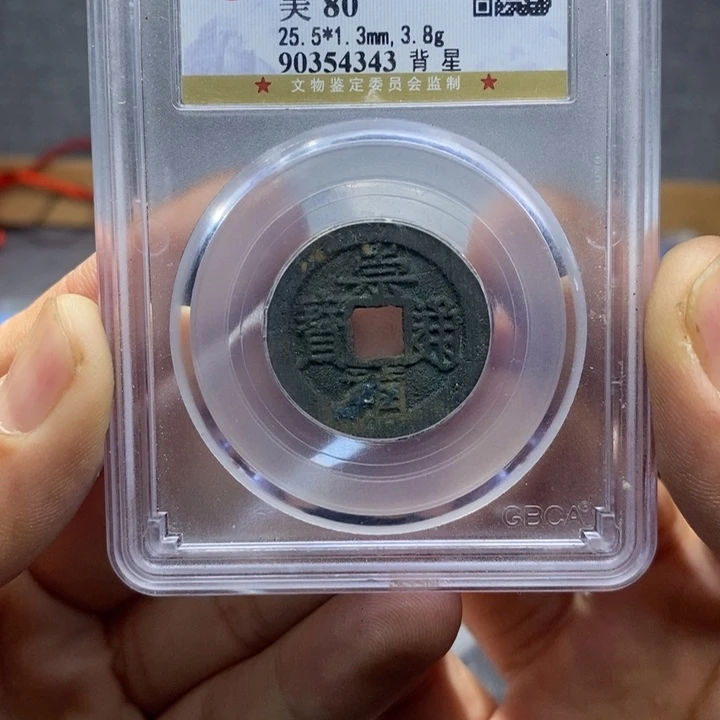 美 80
25.5*1.3mm, 3.8g
90354343 背星
文物鉴定委员会监制
崇禎通寶
GBCA®